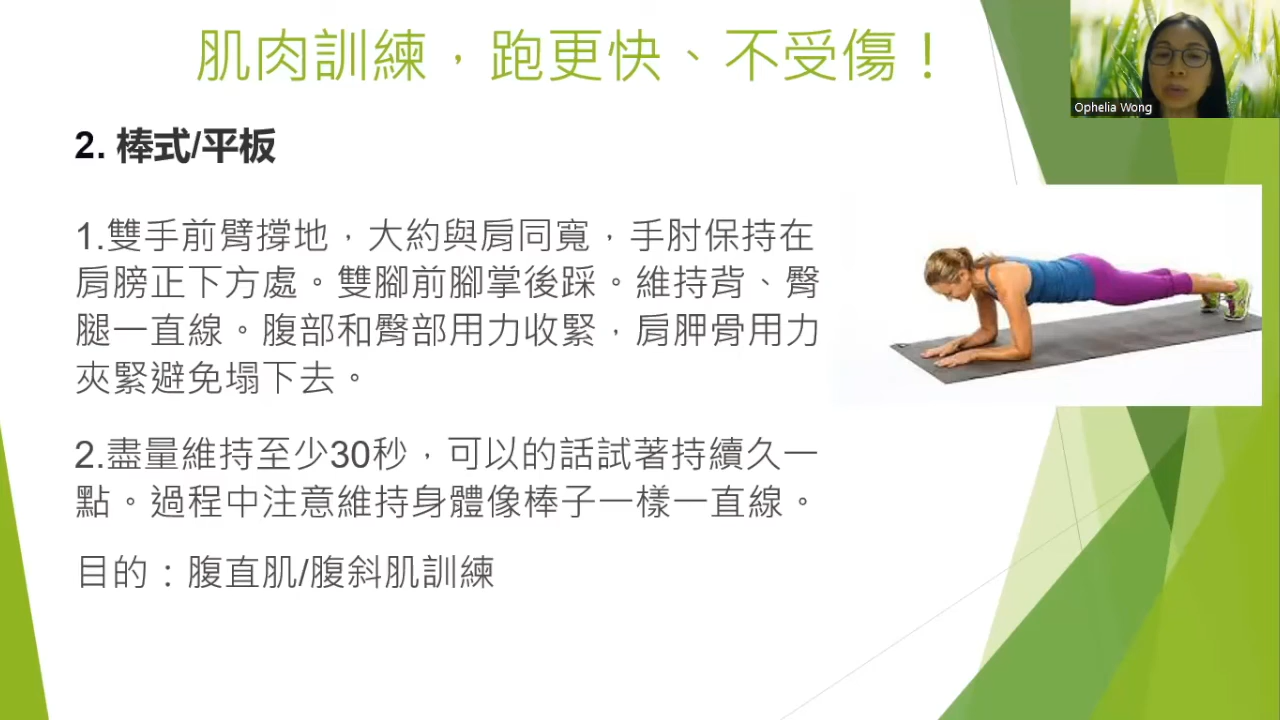 肌肉訓練，跑更快、不受傷！
Ophelia Wong
2. 棒式/平板
1.雙手前臂撐地，大約與肩同寬，手肘保持在
肩膀正下方處。雙腳前腳掌後踩。維持背、臀
腿一直線。腹部和臀部用力收緊，肩胛骨用力
夾緊避免塌下去。
2.盡量維持至少30秒，可以的話試著持續久一
點。過程中注意維持身體像棒子一樣一直線。
目的：腹直肌/腹斜肌訓練